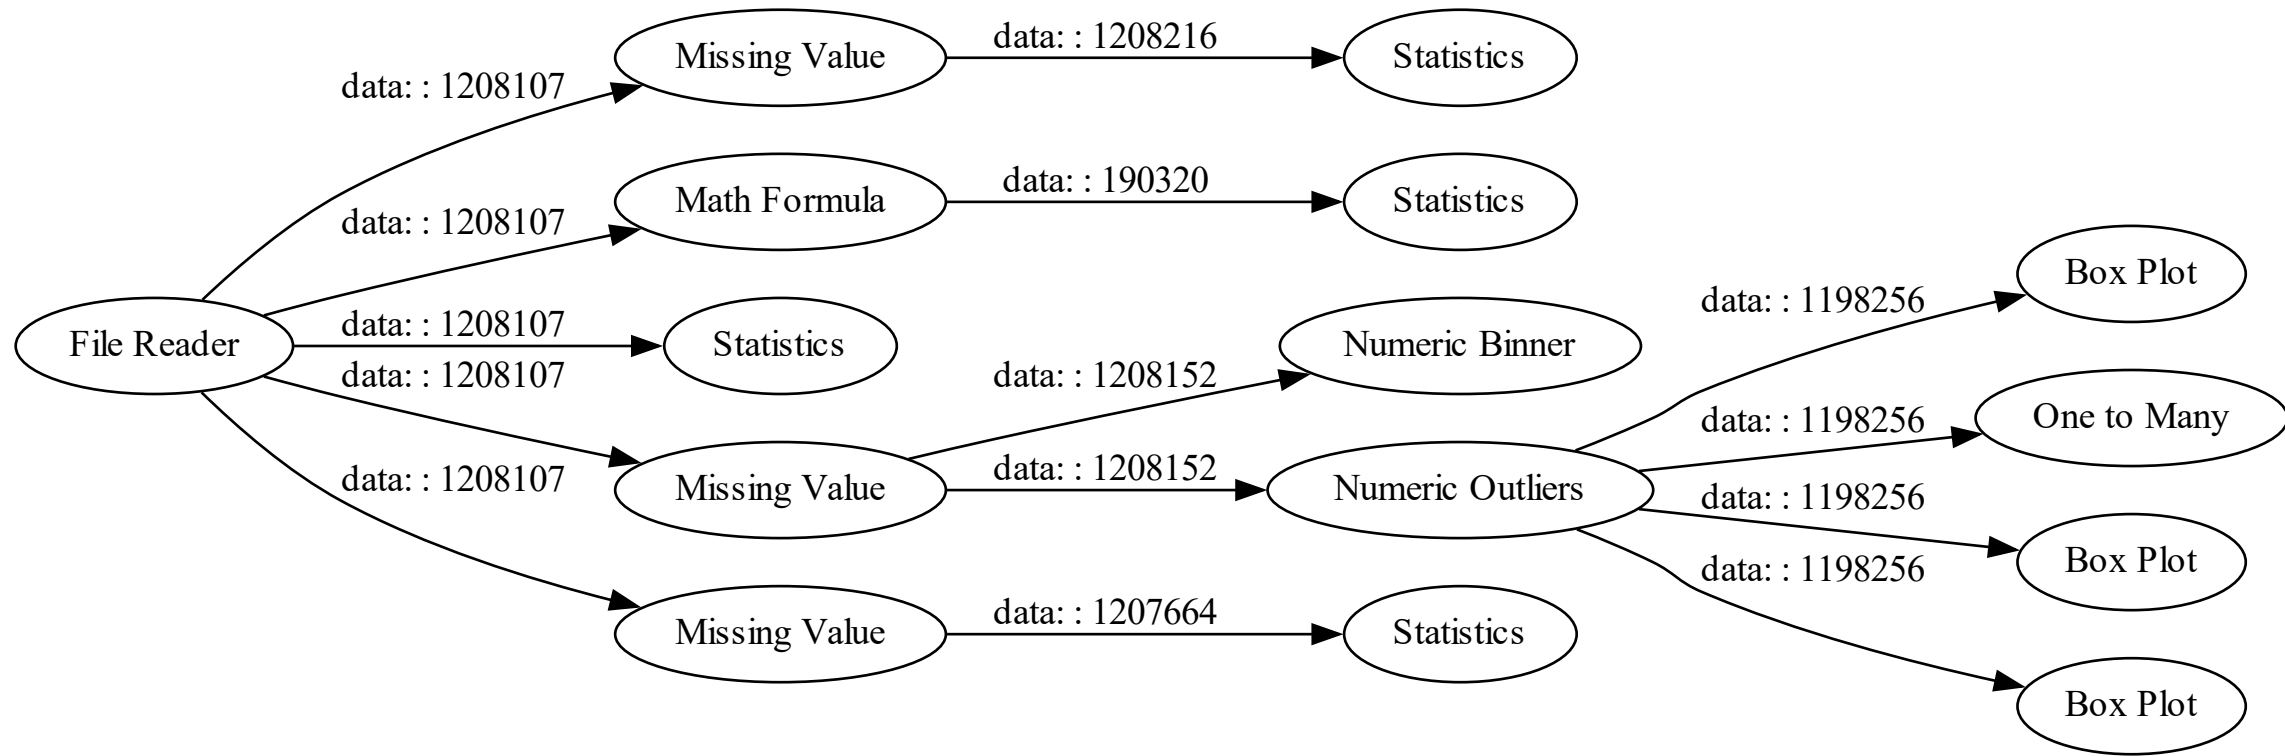 Missing Value
data: : 1208216
Statistics
data: : 1208107
Math Formula
data: : 190320
Statistics
data: : 1208107
Box Plot
data: : 1198256
File Reader
data: : 1208107
Statistics
Numeric Binner
data: : 1208107
data: : 1208152
One to Many
data: : 1198256
Missing Value
data: : 1208152
Numeric Outliers
data: : 1198256
data: : 1208107
Box Plot
data: : 1198256
Missing Value
data: : 1207664
Statistics
Box Plot